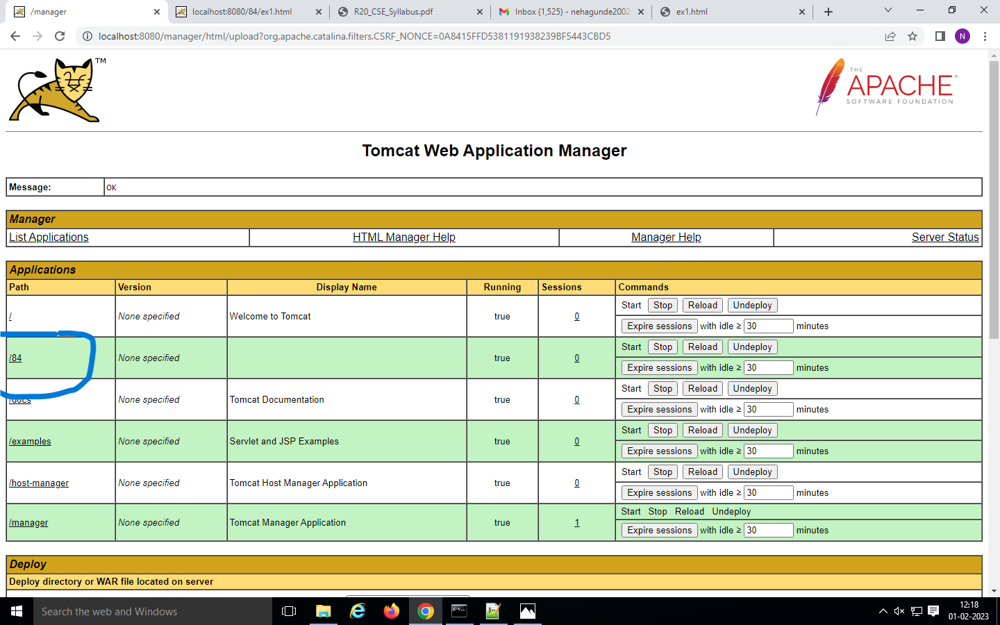 /manager
localhost:8080/84/ex1.html
R20_CSE_Syllabus.pdf
Inbox (1,525) - nehagunde2002
ex1.html
localhost:8080/manager/html/upload?org.apache.catalina.filters.CSRF_NONCE=0A8415FFD5381191938239BF5443CBD5
N
TM
THE
APACHE®
SOFTWARE FOUNDATION
Tomcat Web Application Manager
Message: OK
Manager
List Applications HTML Manager Help Manager Help Server Status
Applications
Path Version Display Name Running Sessions Commands
/ None specified Welcome to Tomcat true 0 Start Stop Reload Undeploy
Expire sessions with idle ≥ 30 minutes
/84 None specified true 0 Start Stop Reload Undeploy
Expire sessions with idle ≥ 30 minutes
/docs None specified Tomcat Documentation true 0 Start Stop Reload Undeploy
Expire sessions with idle ≥ 30 minutes
/examples None specified Servlet and JSP Examples true 0 Start Stop Reload Undeploy
Expire sessions with idle ≥ 30 minutes
/host-manager None specified Tomcat Host Manager Application true 0 Start Stop Reload Undeploy
Expire sessions with idle ≥ 30 minutes
/manager None specified Tomcat Manager Application true 1 Start Stop Reload Undeploy
Expire sessions with idle ≥ 30 minutes
Deploy
Deploy directory or WAR file located on server
Search the web and Windows
12:18
01-02-2023